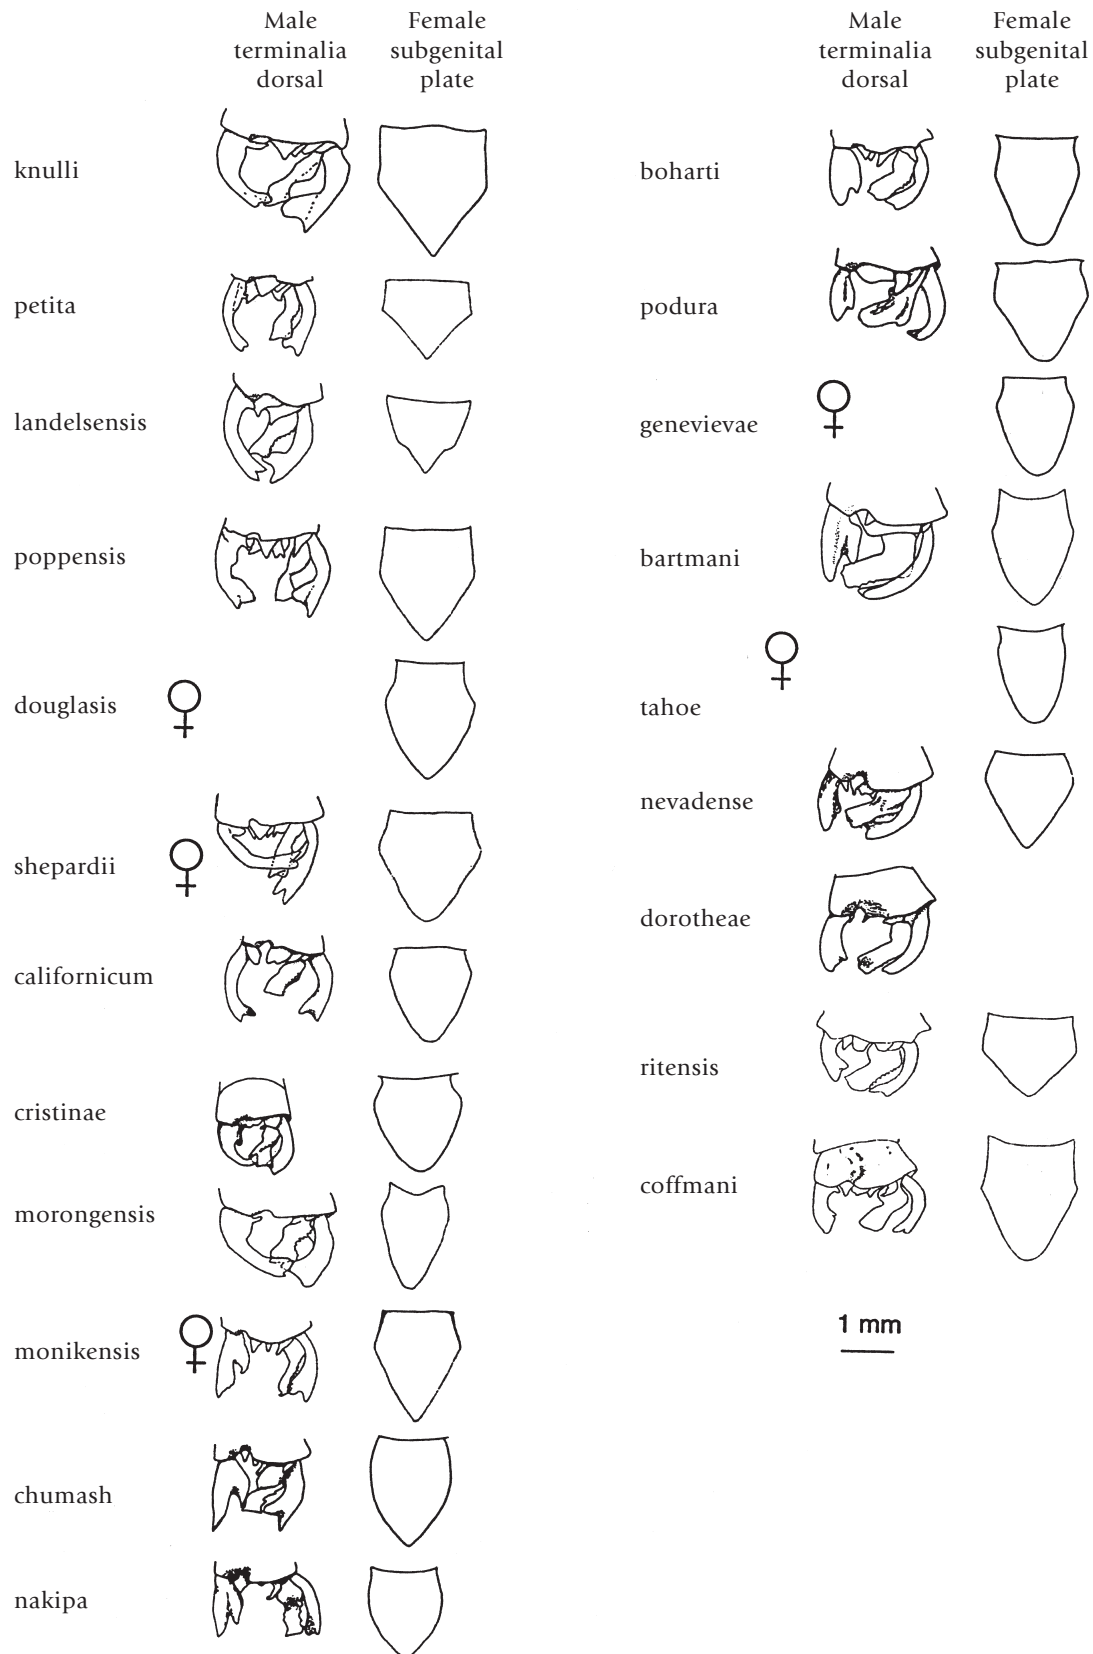 Male
terminalia
dorsal
Female
subgenital
plate
knulli
petita
landelsensis
poppensis
douglasis
shepardii
californicum
cristinae
morongensis
monikensis
chumash
nakipa
Male
terminalia
dorsal
Female
subgenital
plate
boharti
podura
genevievae
bartmani
tahoe
nevadense
dorotheae
ritensis
coffmani
1 mm